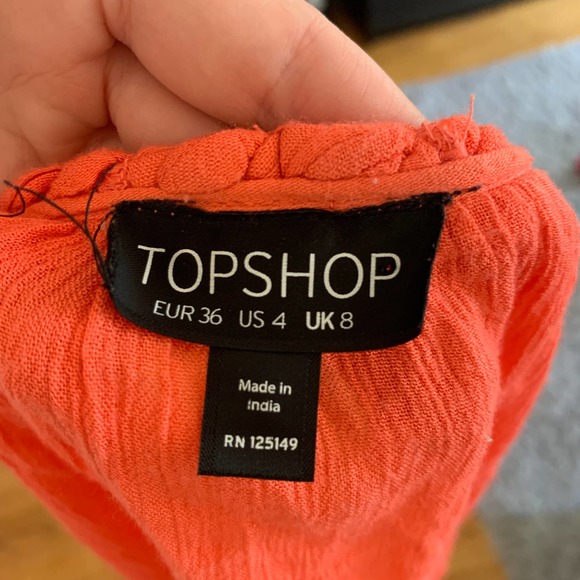 TOPSHOP
EUR 36 US 4 UK 8
Made in
India
RN 125149